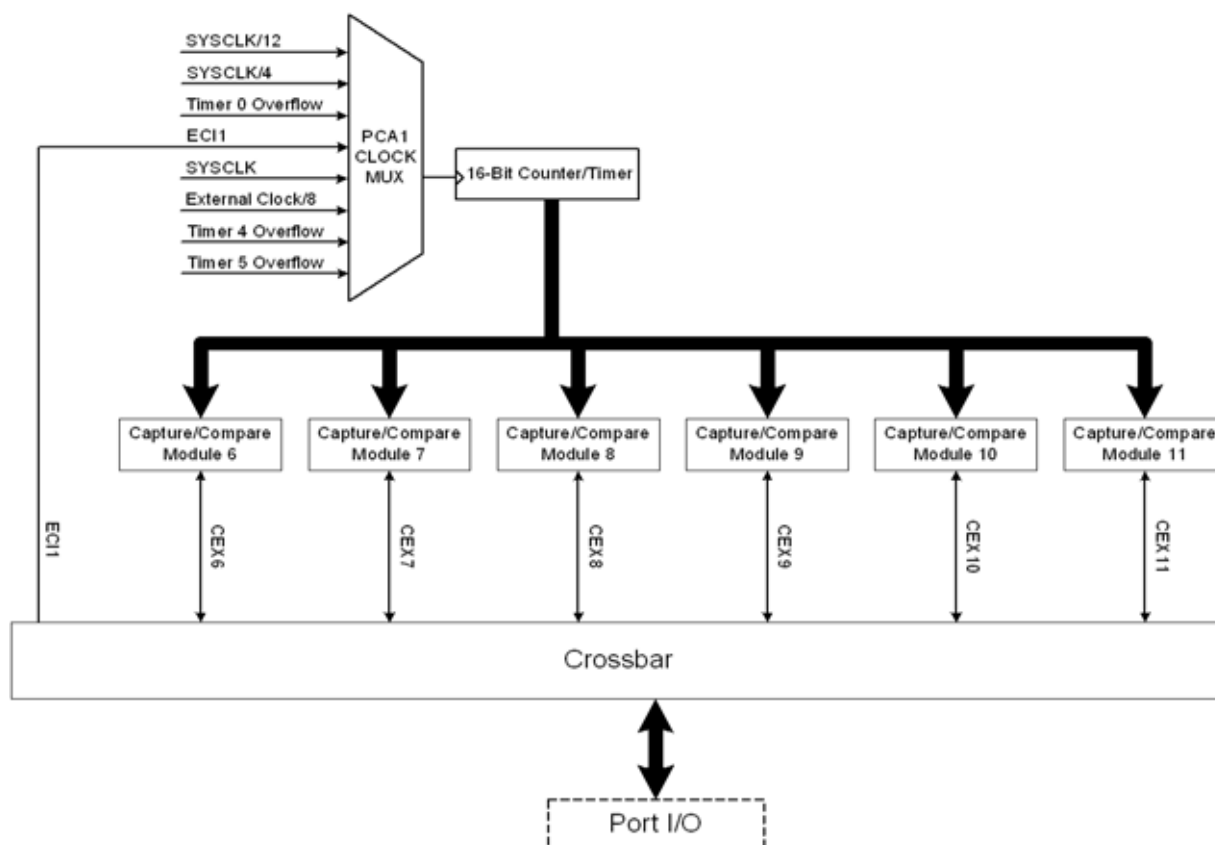 SYSCLK/12
SYSCLK/4
Timer 0 Overflow
ECI1
SYSCLK
External Clock/8
Timer 4 Overflow
Timer 5 Overflow
PCA1
CLOCK
MUX
16-Bit Counter/Timer
Capture/Compare
Module 6
Capture/Compare
Module 7
Capture/Compare
Module 8
Capture/Compare
Module 9
Capture/Compare
Module 10
Capture/Compare
Module 11
ECI1
CEX6
CEX7
CEX8
CEX9
CEX10
CEX11
Crossbar
Port I/O